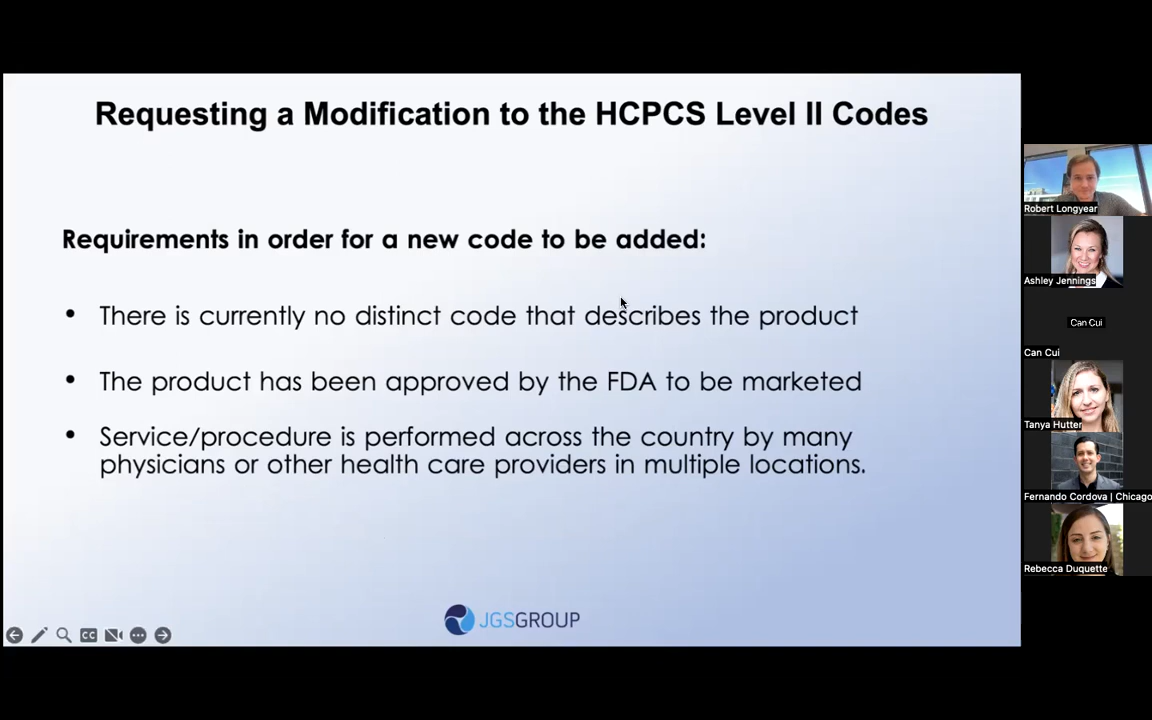 Requesting a Modification to the HCPCS Level II Codes
Requirements in order for a new code to be added:
• There is currently no distinct code that describes the product
• The product has been approved by the FDA to be marketed
• Service/procedure is performed across the country by many
physicians or other health care providers in multiple locations.
JGSGROUP
CC
Robert Longyear
Ashley Jennings
Can Cui
Can Cui
Tanya Hutter
Fernando Cordova | Chicago
Rebecca Duquette